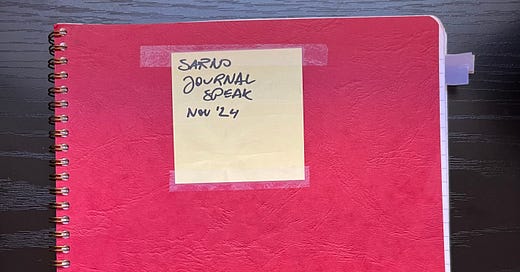 SARNO
JOURNAL
SPEAK
NOV '24